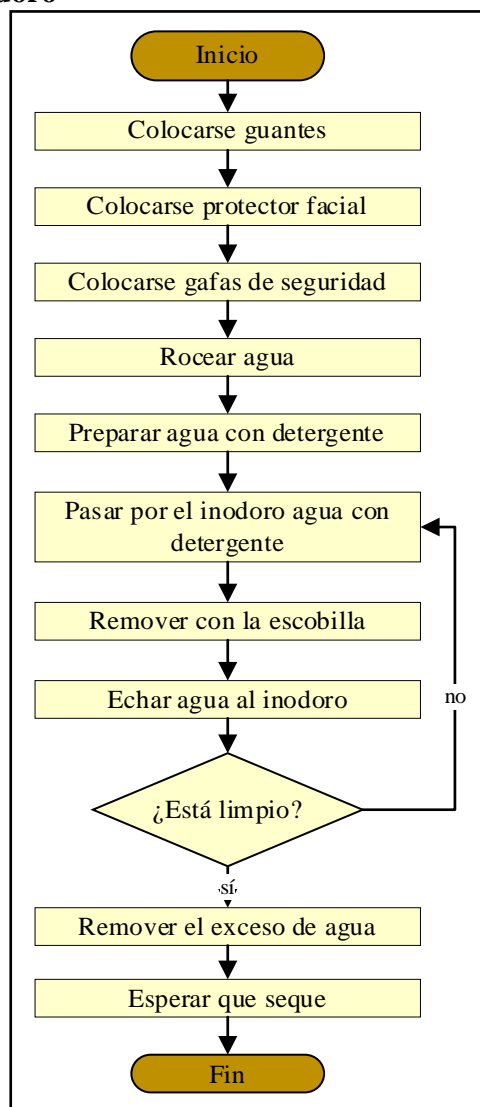 Inicio
Colocarse guantes
Colocarse protector facial
Colocarse gafas de seguridad
Rocear agua
Preparar agua con detergente
Pasar por el inodoro agua con
detergente
Remover con la escobilla
Echar agua al inodoro
no
¿Está limpio?
sí
Remover el exceso de agua
Esperar que seque
Fin